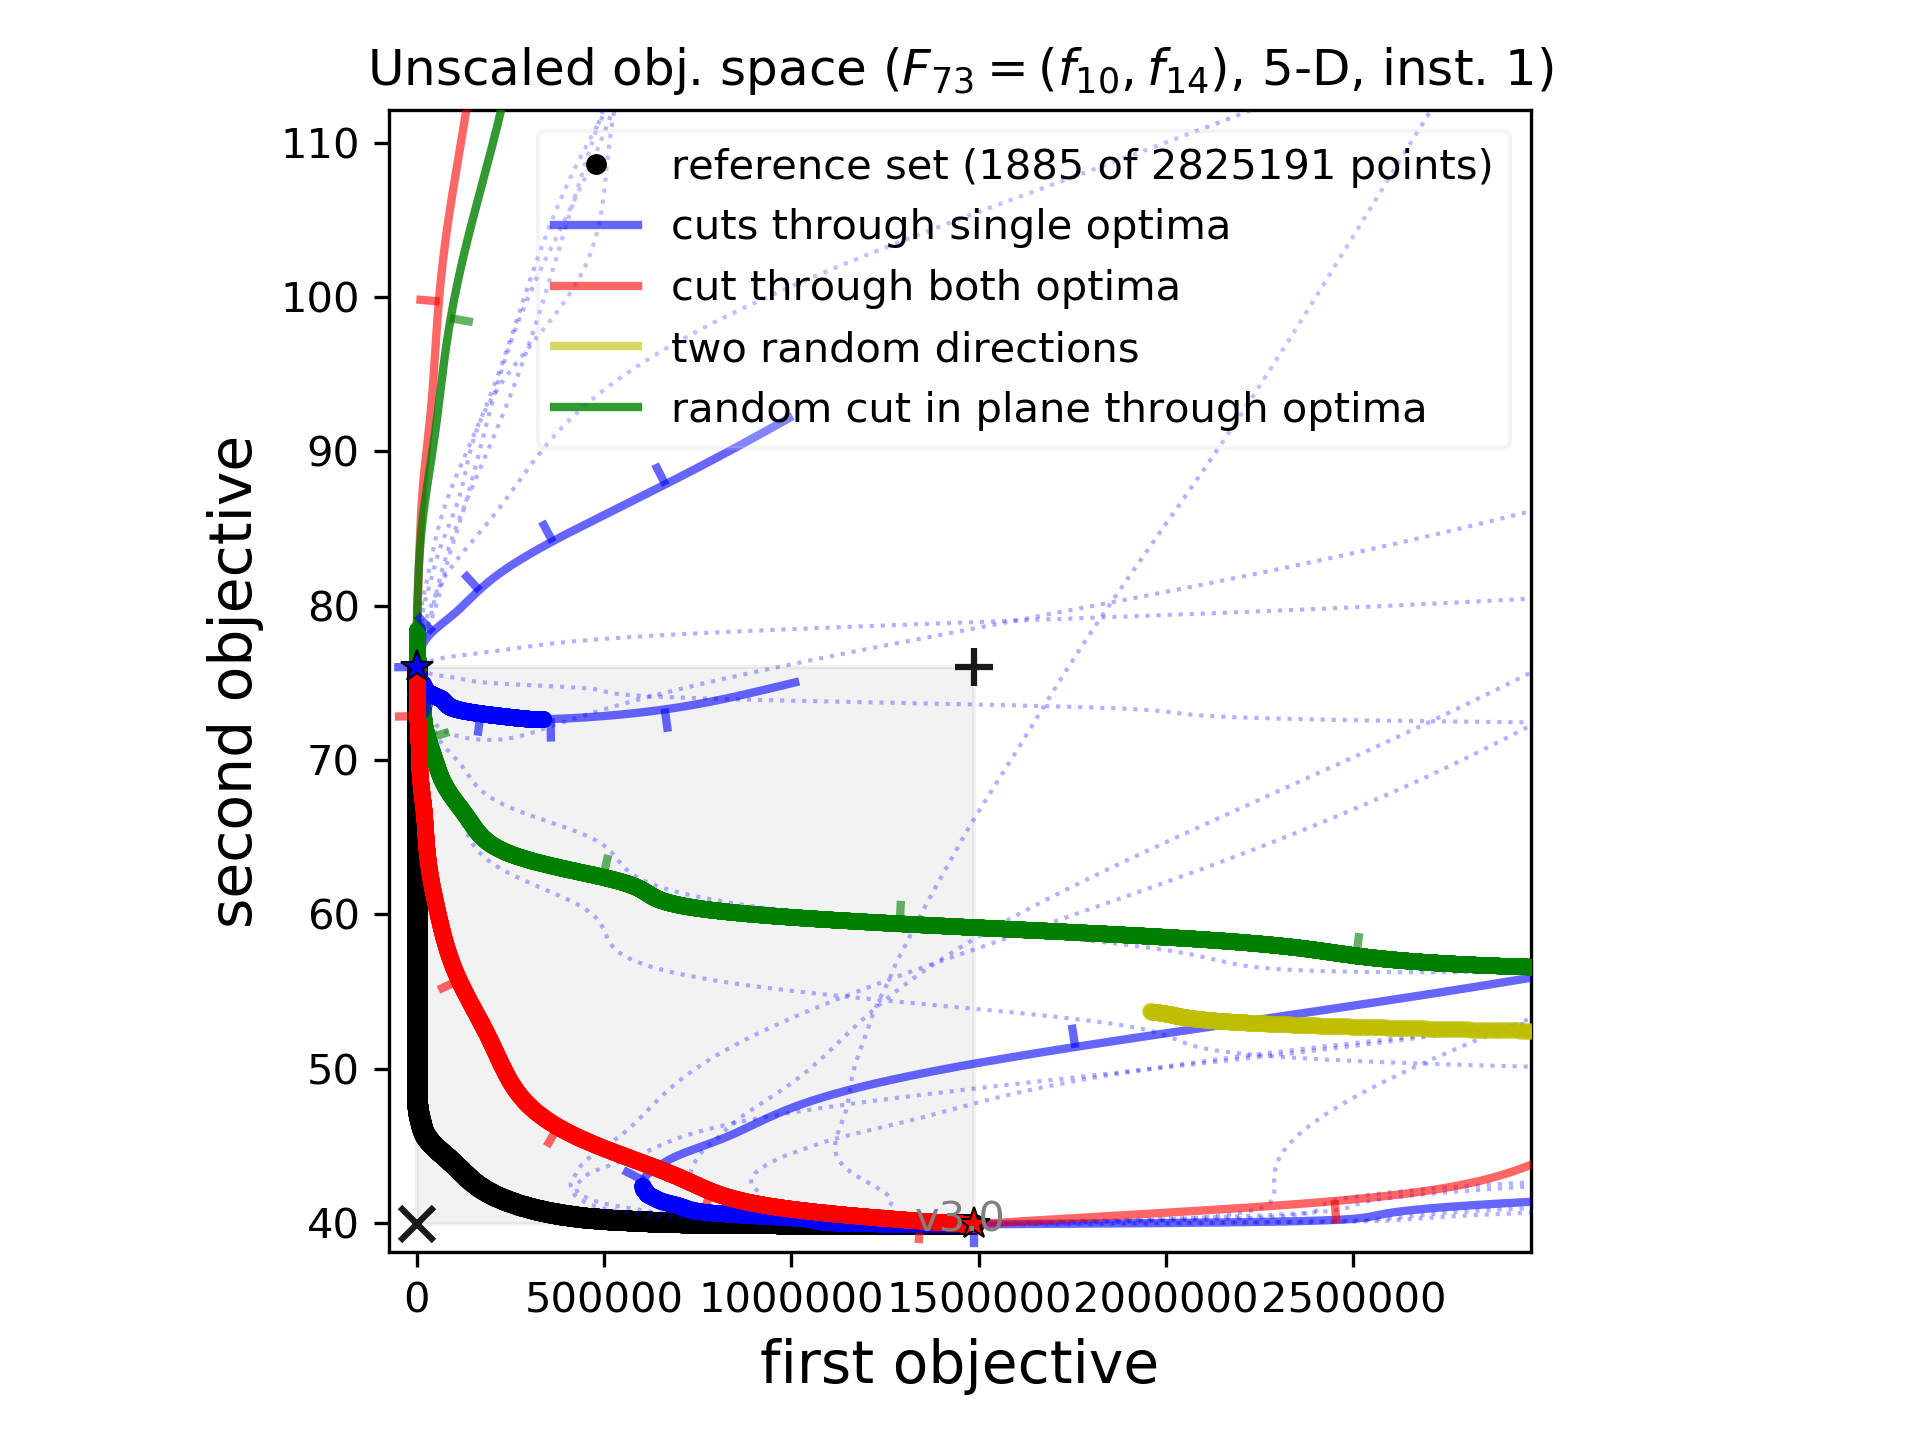 Unscaled obj. space (F73 = (f10, f14), 5-D, inst. 1)
reference set (1885 of 2825191 points)
cuts through single optima
cut through both optima
two random directions
random cut in plane through optima
110
100
90
80
70
60
50
40
second objective
v3.0
0 500000 1000000 1500000 2000000 2500000
first objective